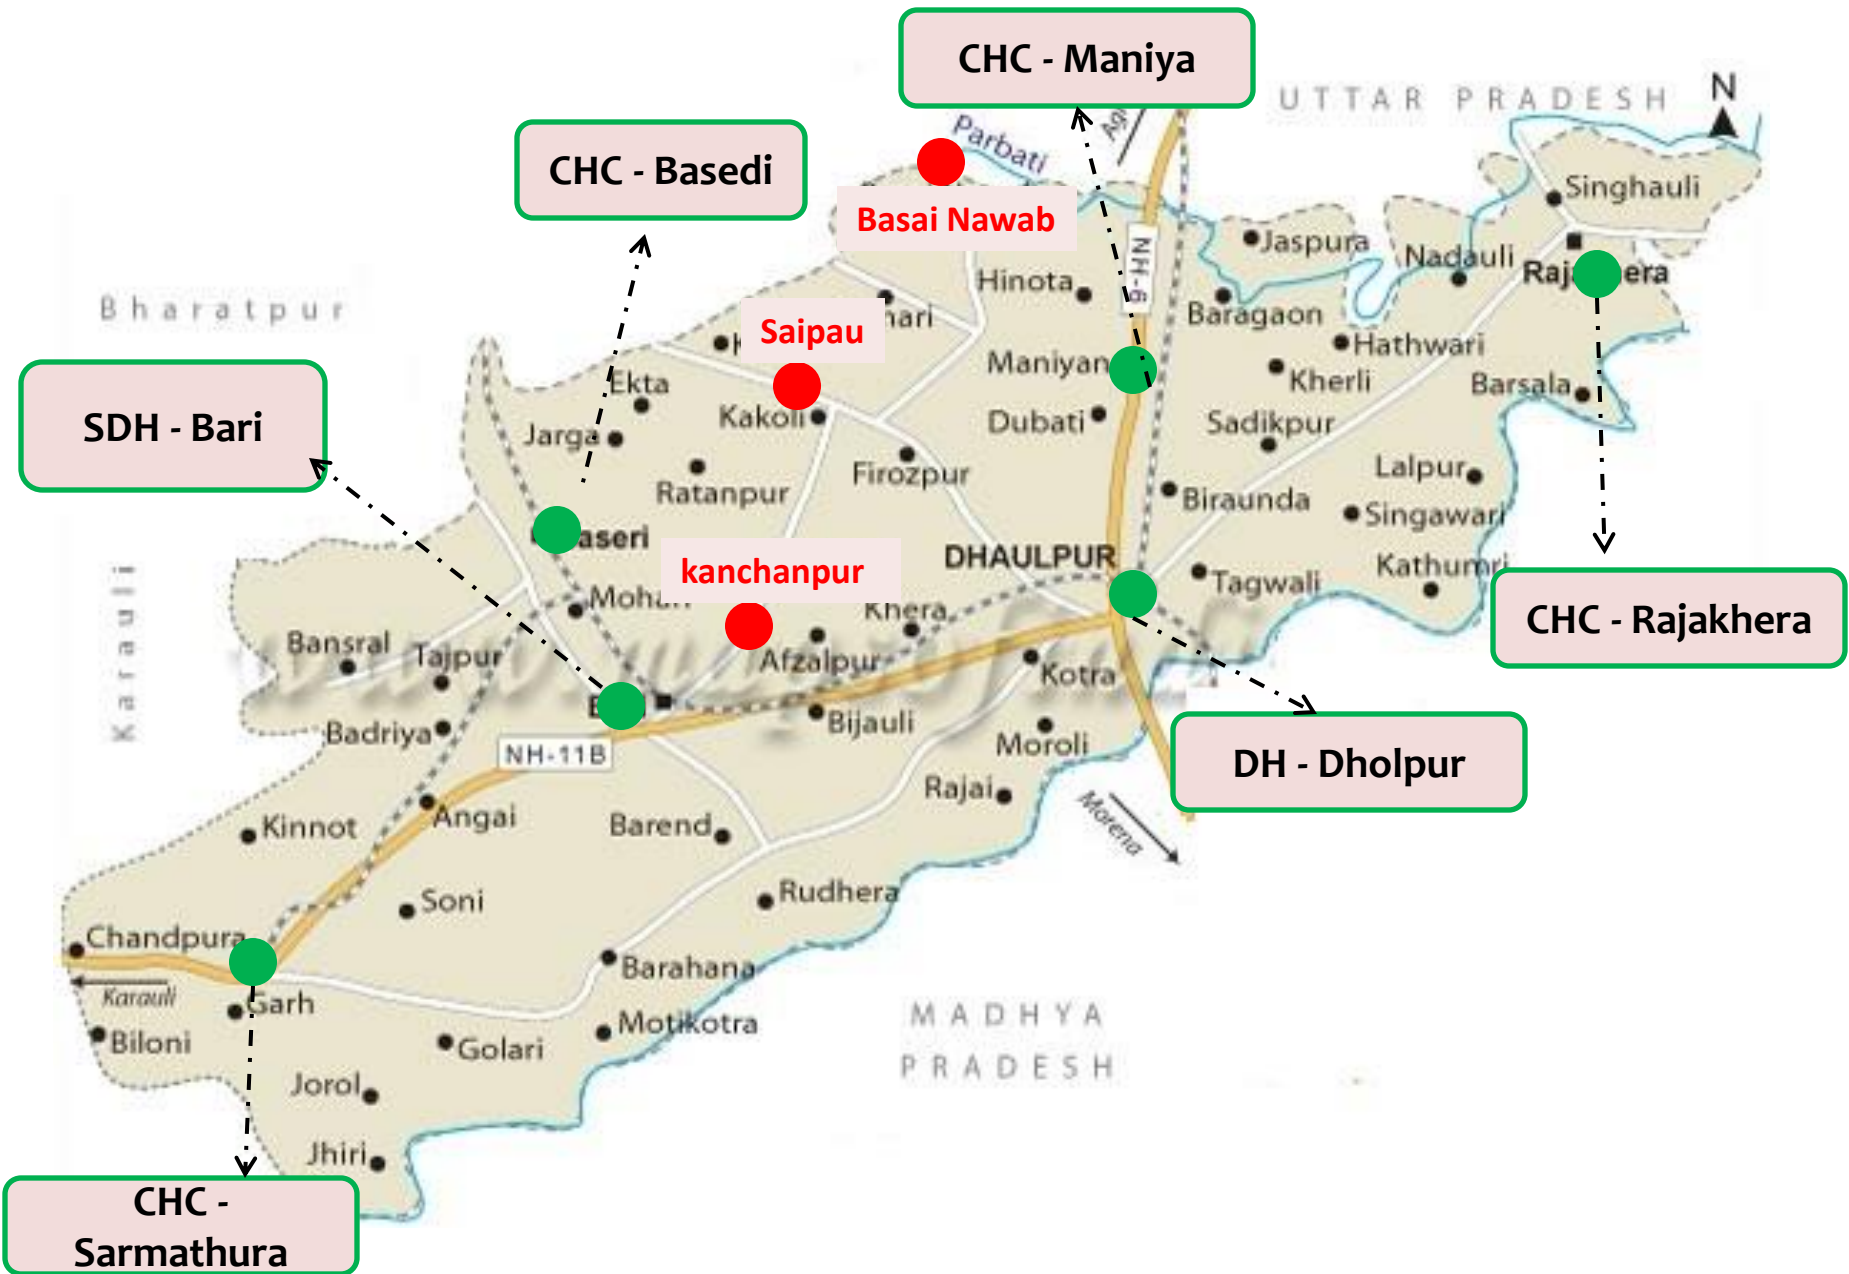 CHC - Maniya
UTTAR PRADESH
N
Parbati
CHC - Basedi
Singhauli
Basai Nawab
Jaspura
Nadauli
NH-6
Hinota
Bharatpur
Baragaon
Saipau
Hathwari
Maniyan
Kherli
Barsala
Ekta
Kakoli
Dubati
Sadikpur
SDH - Bari
Jarga
Firozpur
Lalpur
Ratanpur
Biraunda
Singawari
DHAULPUR
kanchanpur
Kathumri
Tagwali
Karauli
Khera
CHC - Rajakhera
Bansral
Tajpur
Afzalpur
Kotra
Badriya
Bijauli
Moroli
NH-11B
DH - Dholpur
Rajai
Morena
Angai
Kinnot
Barend
Soni
Rudhera
Chandpura
Barahana
Karauli
Garh
Motikotra
Biloni
Golari
MADHYA
PRADESH
Jorol
Jhiri
CHC -
Sarmathura